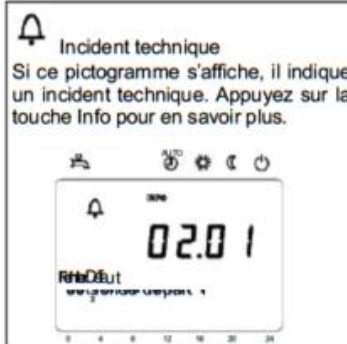 Incident technique
Si ce pictogramme s'affiche, il indique
un incident technique. Appuyez sur la
touche Info pour en savoir plus.
AUTO
02.01
0 4 8 12 16 20 24